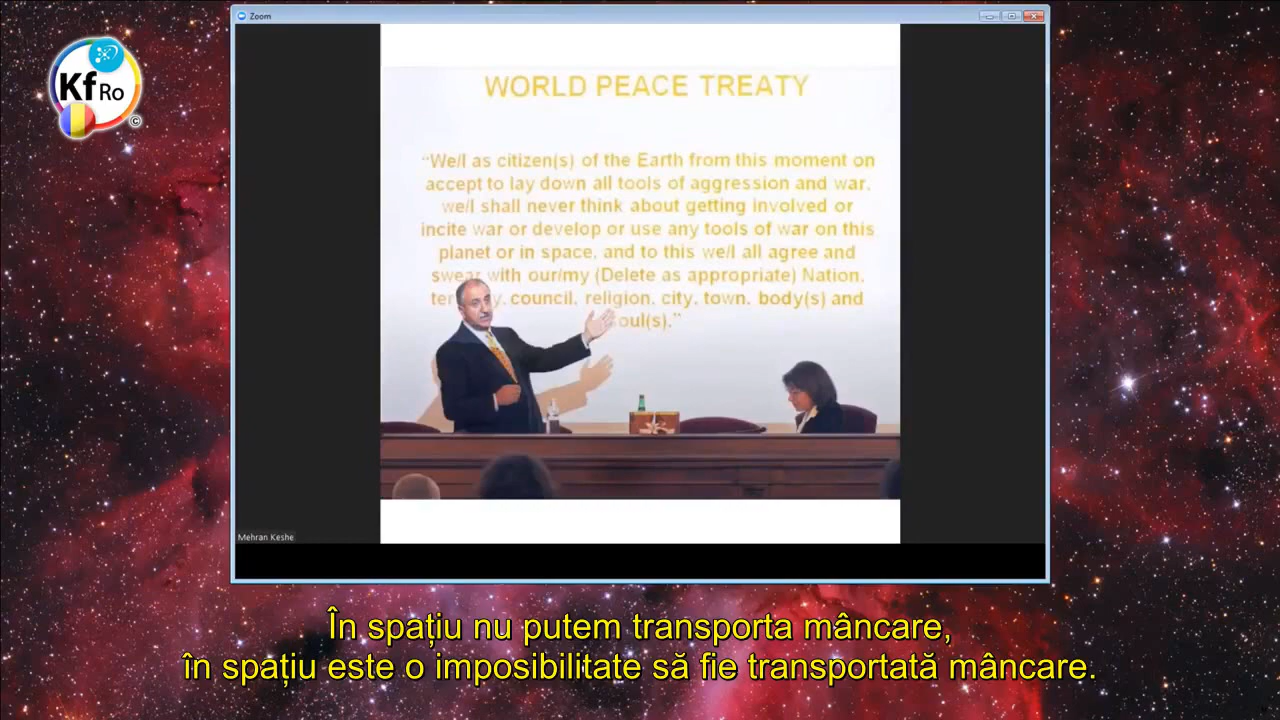 Zoom
Kf Ro
©
WORLD PEACE TREATY
“We/I as citizen(s) of the Earth from this moment on
accept to lay down all tools of aggression and war,
we/I shall never think about getting involved or
incite war or develop or use any tools of war on this
planet or in space, and to this we/I all agree and
swear with our/my (Delete as appropriate) Nation,
council, religion, city, town, body(s) and
oul(s).”
Mehran Keshe
În spațiu nu putem transporta mâncare,
în spațiu este o imposibilitate să fie transportată mâncare.